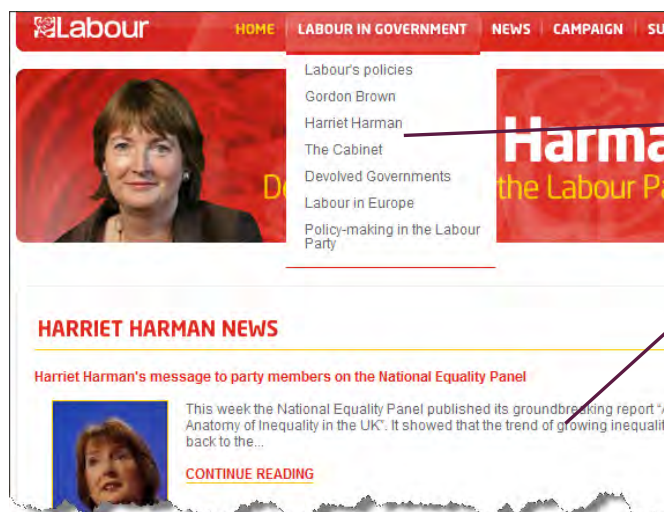 Labour
HOME LABOUR IN GOVERNMENT NEWS CAMPAIGN
Labour's policies
Gordon Brown
Harriet Harman
The Cabinet
Devolved Governments
Labour in Europe
Policy-making in the Labour
Party
the Labour
HARRIET HARMAN NEWS
Harriet Harman's message to party members on the National Equality Panel
This week the National Equality Panel published its groundbreaking report
Anatomy of Inequality in the UK". It showed that the trend of growing
back to the...
CONTINUE READING